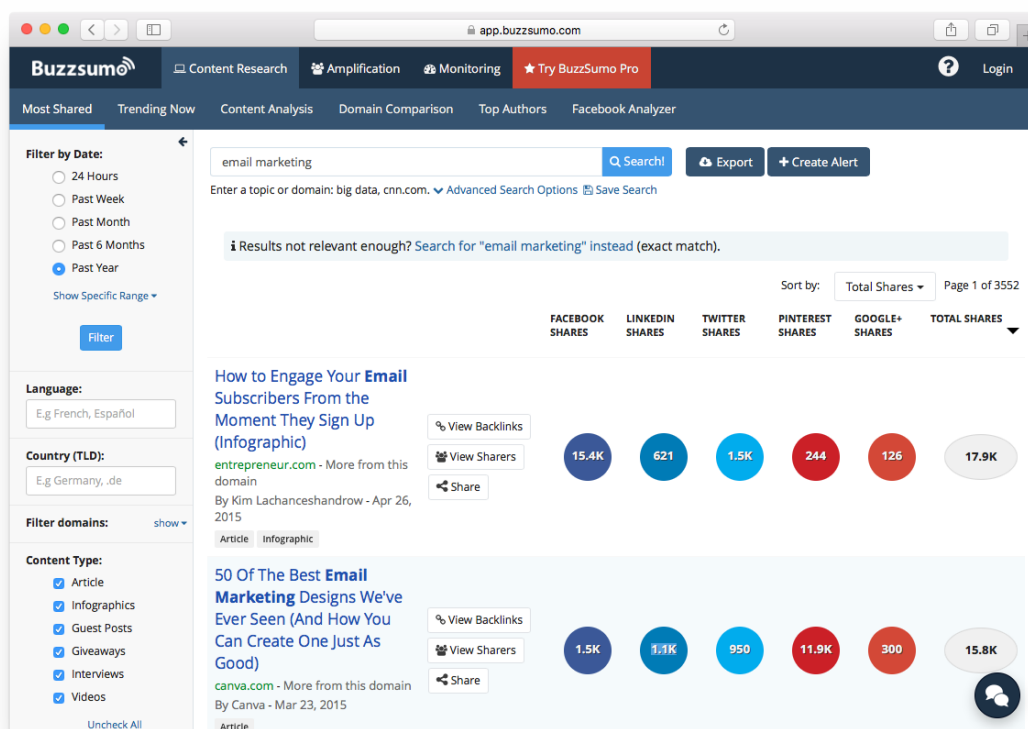 app.buzzsumo.com
Buzzsumo
Content Research
Amplification
Monitoring
Try BuzzSumo Pro
?
Login
Most Shared
Trending Now
Content Analysis
Domain Comparison
Top Authors
Facebook Analyzer
Filter by Date:
24 Hours
Past Week
Past Month
Past 6 Months
Past Year
Show Specific Range
Filter
Language:
E.g French, Español
Country (TLD):
E.g Germany, .de
Filter domains:
show
Content Type:
Article
Infographics
Guest Posts
Giveaways
Interviews
Videos
Uncheck All
email marketing
Search!
Export
+ Create Alert
Enter a topic or domain: big data, cnn.com. Advanced Search Options Save Search
i Results not relevant enough? Search for "email marketing" instead (exact match).
Sort by:
Total Shares
Page 1 of 3552
FACEBOOK
SHARES
LINKEDIN
SHARES
TWITTER
SHARES
PINTEREST
SHARES
GOOGLE+
SHARES
TOTAL SHARES
How to Engage Your Email
Subscribers From the
Moment They Sign Up
(Infographic)
entrepreneur.com - More from this
domain
By Kim Lachanceshandrow - Apr 26,
2015
Article
Infographic
View Backlinks
View Sharers
Share
15.4K
621
1.5K
244
126
17.9K
50 Of The Best Email
Marketing Designs We've
Ever Seen (And How You
Can Create One Just As
Good)
canva.com - More from this domain
By Canva - Mar 23, 2015
Article
View Backlinks
View Sharers
Share
1.5K
1.1K
950
11.9K
300
15.8K